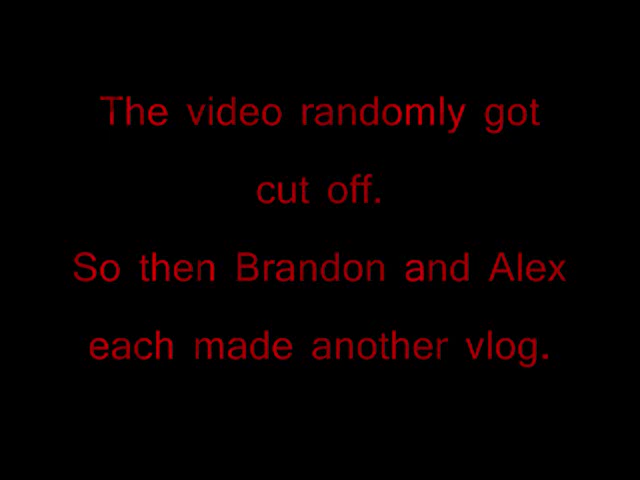 The video randomly got
cut off.
So then Brandon and Alex
each made another vlog.